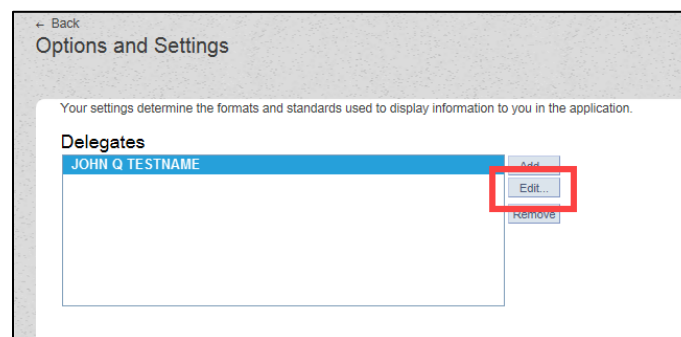 ← Back
Options and Settings
Your settings determine the formats and standards used to display information to you in the application.
Delegates
JOHN Q TESTNAME
Add...
Edit...
Remove